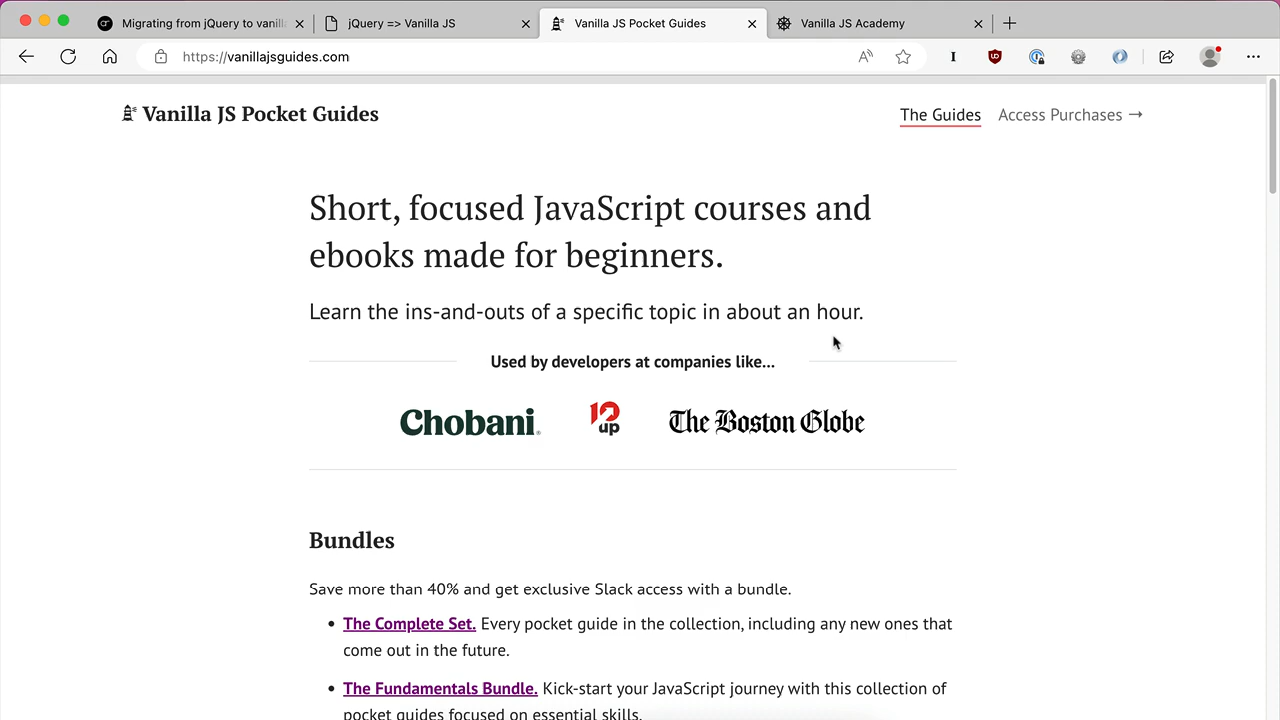 Migrating from jQuery to vanill
jQuery => Vanilla JS
Vanilla JS Pocket Guides
Vanilla JS Academy
https://vanillajsguides.com
Vanilla JS Pocket Guides
The Guides
Access Purchases →
Short, focused JavaScript courses and
ebooks made for beginners.
Learn the ins-and-outs of a specific topic in about an hour.
Used by developers at companies like...
Chobani
10up
The Boston Globe
Bundles
Save more than 40% and get exclusive Slack access with a bundle.
• The Complete Set. Every pocket guide in the collection, including any new ones that
come out in the future.
• The Fundamentals Bundle. Kick-start your JavaScript journey with this collection of
pocket guides focused on essential skills.